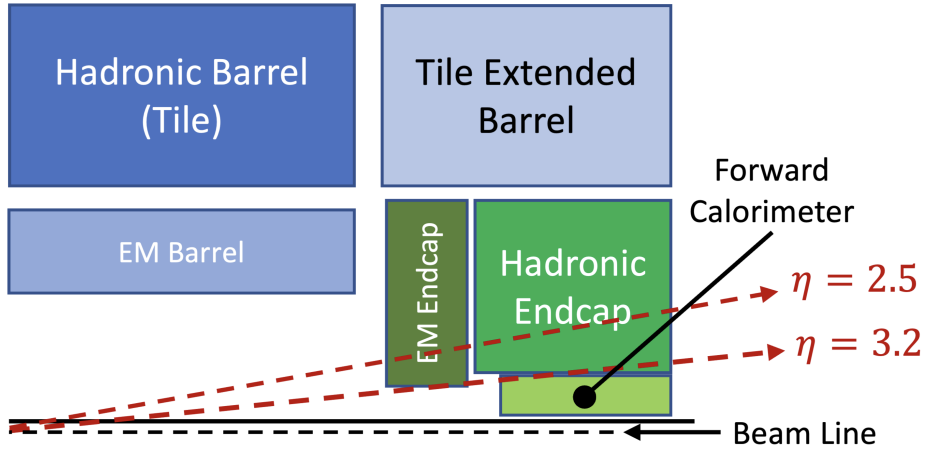 Hadronic Barrel
(Tile)
Tile Extended
Barrel
Forward
Calorimeter
EM Barrel
EM Endcap
Hadronic
Endcap
η = 2.5
η = 3.2
Beam Line